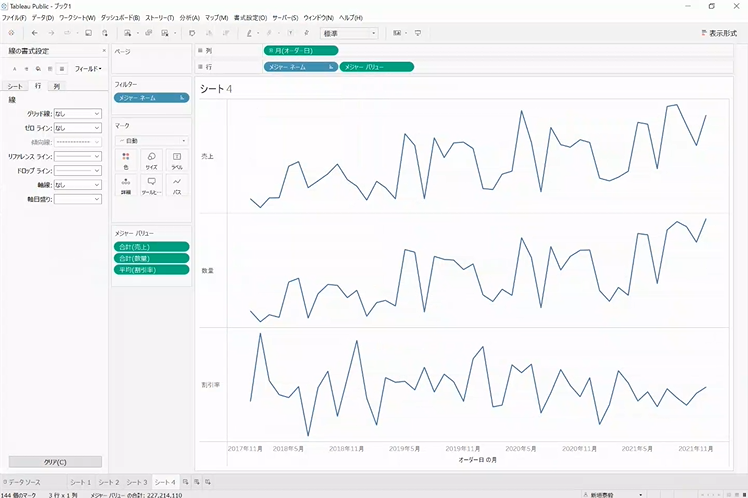 Tableau Public - ブック1
ファイル(F) データ(D) ワークシート(W) ダッシュボード(B) ストーリー(T) 分析(A) マップ(M) 書式設定(O) サーバー(S) ウィンドウ(N) ヘルプ(H)
標準
表示形式
線の書式設定
フィールド
シート 行 列
線
グリッド線: なし
ゼロ ライン: なし
傾向線:
リファレンス ライン:
ドロップ ライン:
軸線: なし
軸目盛り:
クリア(C)
ページ
フィルター
メジャー ネーム
マーク
自動
色 サイズ ラベル
詳細 ツールヒ... パス
メジャー バリュー
合計(売上)
合計(数量)
平均(割引率)
列 月(オーダー日)
行 メジャー ネーム メジャー バリュー
シート 4
売上
数量
割引率
2017年11月 2018年5月 2018年11月 2019年5月 2019年11月 2020年5月 2020年11月 2021年5月 2021年11月
オーダー日 の月
データ ソース シート 1 シート 2 シート 3 シート 4
144 個のマーク 3 行 x 1 列 メジャー バリュー の合計: 227,214,110